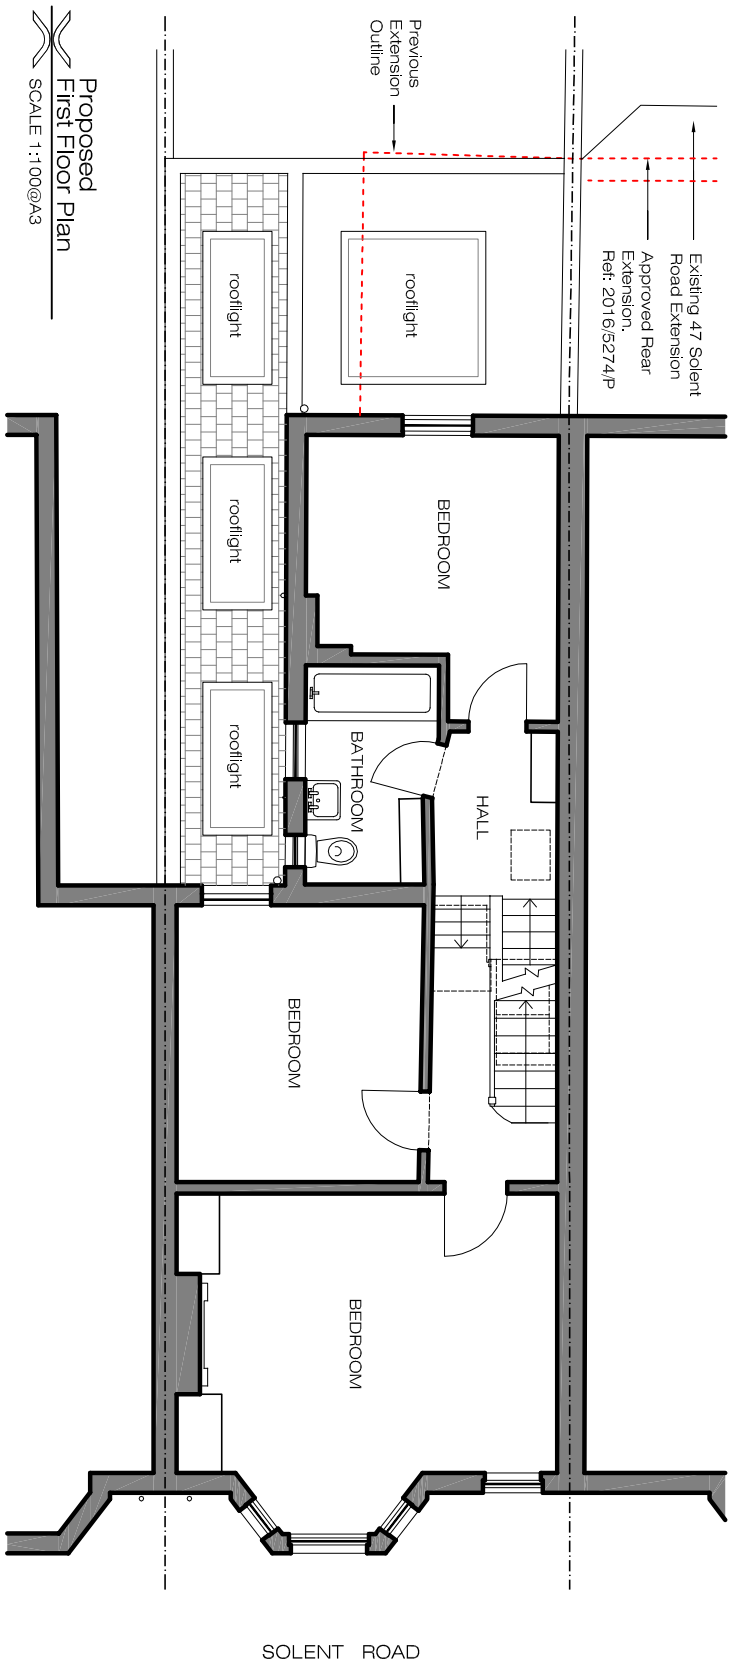 Previous
Extension
Outline
Existing 47 Solent
Road Extension
Approved Rear
Extension.
Ref: 2016/5274/P
Proposed
First Floor Plan
SCALE 1:100@A3
rooflight
rooflight
rooflight
rooflight
BEDROOM
BATHROOM
HALL
BEDROOM
BEDROOM
SOLENT ROAD